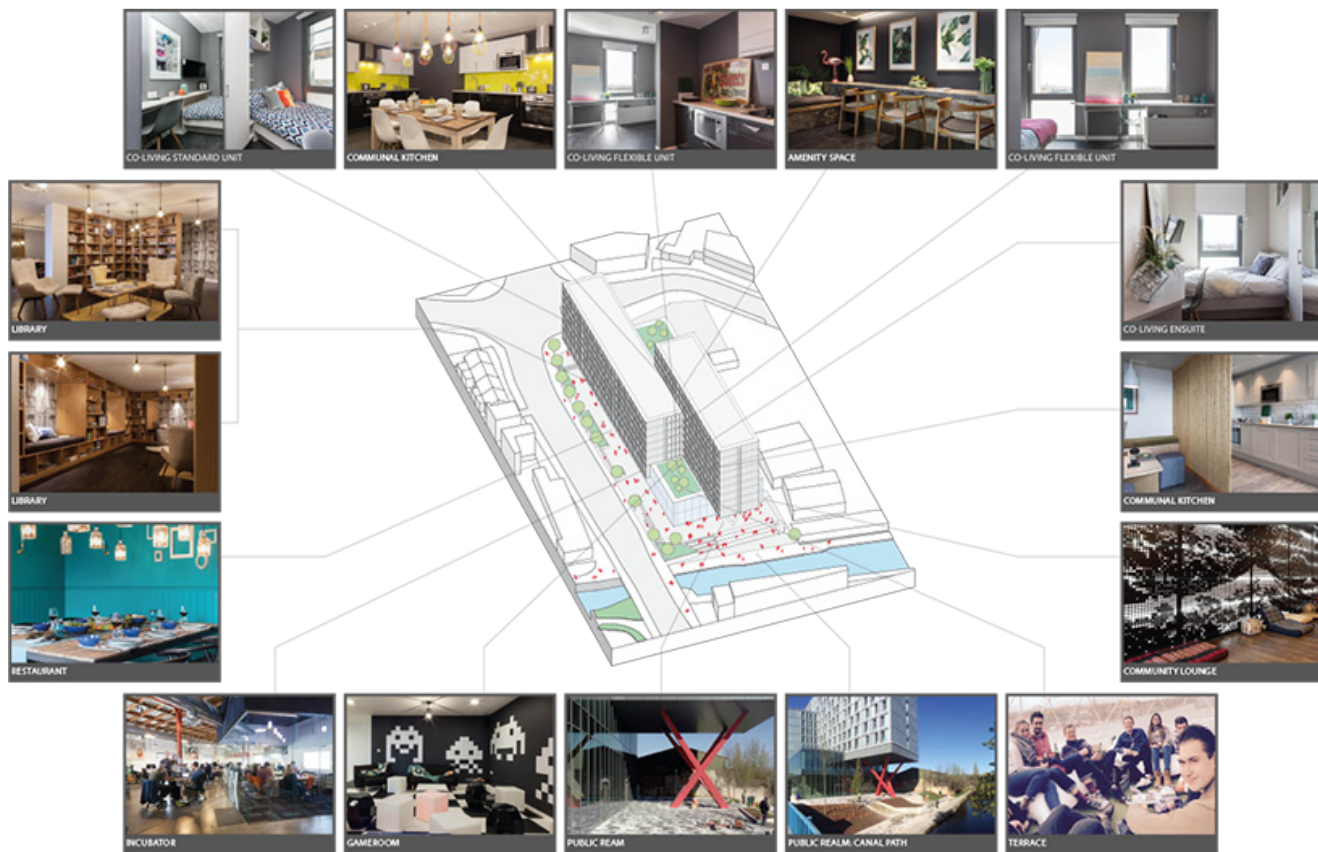 CO-LIVING STANDARD UNIT
COMMUNAL KITCHEN
CO-LIVING FLEXIBLE UNIT
AMENITY SPACE
CO-LIVING FLEXIBLE UNIT
LIBRARY
CO-LIVING ENSUITE
LIBRARY
COMMUNAL KITCHEN
RESTAURANT
COMMUNITY LOUNGE
INCUBATOR
GAMEROOM
PUBLIC REAM
PUBLIC REALM: CANAL PATH
TERRACE